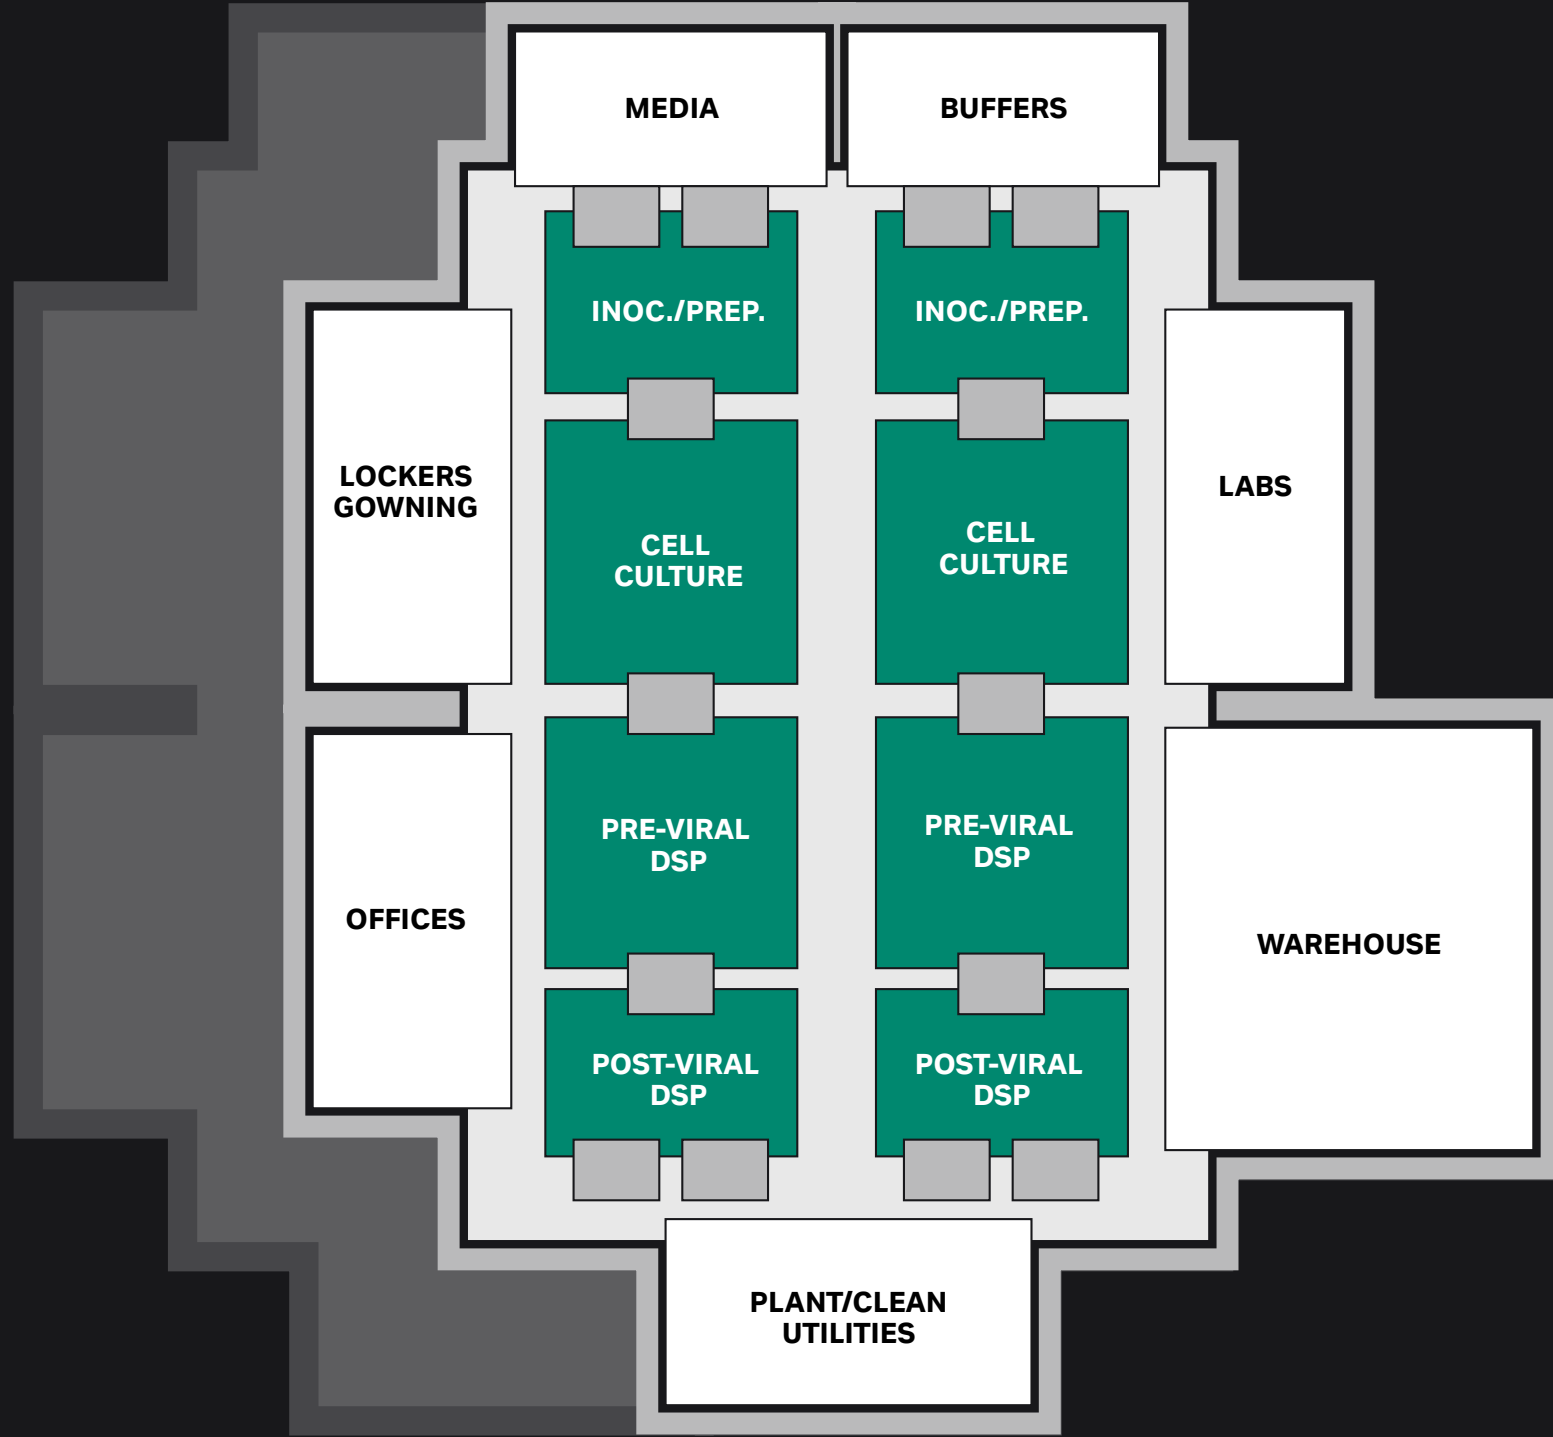 MEDIA
BUFFERS
INOC./PREP.
INOC./PREP.
LOCKERS
GOWNING
CELL
CULTURE
CELL
CULTURE
LABS
PRE-VIRAL
DSP
PRE-VIRAL
DSP
OFFICES
WAREHOUSE
POST-VIRAL
DSP
POST-VIRAL
DSP
PLANT/CLEAN
UTILITIES